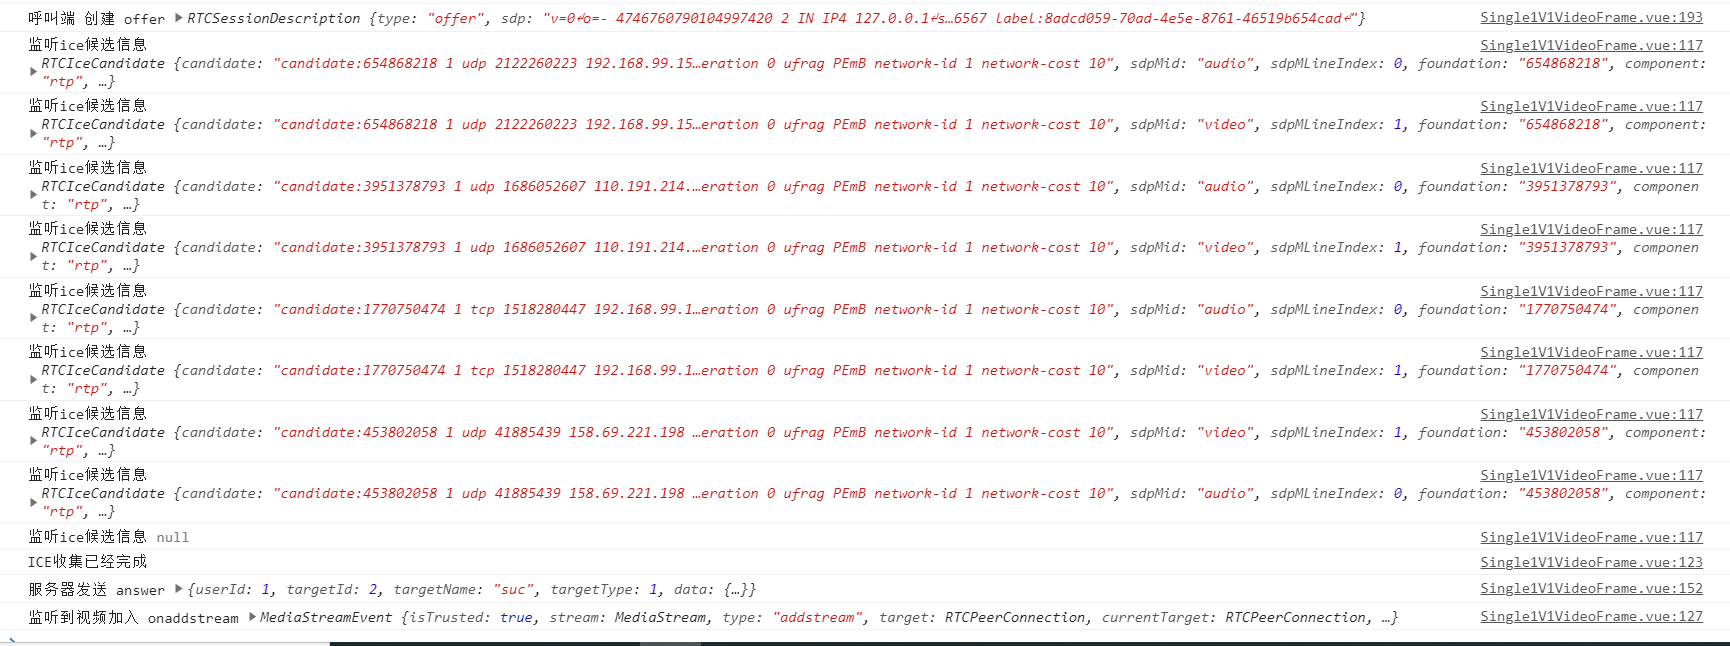 呼叫端 创建 offer ▶RTCSessionDescription {type: "offer", sdp: "v=0↵o=- 4746760790104997420 2 IN IP4 127.0.0.1↵s…6567 label:8adcd059-70ad-4e5e-8761-46519b654cad↵"} Single1V1VideoFrame.vue:193
监听ice候选信息 Single1V1VideoFrame.vue:117
▶RTCIceCandidate {candidate: "candidate:654868218 1 udp 2122260223 192.168.99.15…eration 0 ufrag PEmB network-id 1 network-cost 10", sdpMid: "audio", sdpMLineIndex: 0, foundation: "654868218", component:
"rtp", …}
监听ice候选信息 Single1V1VideoFrame.vue:117
▶RTCIceCandidate {candidate: "candidate:654868218 1 udp 2122260223 192.168.99.15…eration 0 ufrag PEmB network-id 1 network-cost 10", sdpMid: "video", sdpMLineIndex: 1, foundation: "654868218", component:
"rtp", …}
监听ice候选信息 Single1V1VideoFrame.vue:117
▶RTCIceCandidate {candidate: "candidate:3951378793 1 udp 1686052607 110.191.214.…eration 0 ufrag PEmB network-id 1 network-cost 10", sdpMid: "audio", sdpMLineIndex: 0, foundation: "3951378793", componen
t: "rtp", …}
监听ice候选信息 Single1V1VideoFrame.vue:117
▶RTCIceCandidate {candidate: "candidate:3951378793 1 udp 1686052607 110.191.214.…eration 0 ufrag PEmB network-id 1 network-cost 10", sdpMid: "video", sdpMLineIndex: 1, foundation: "3951378793", componen
t: "rtp", …}
监听ice候选信息 Single1V1VideoFrame.vue:117
▶RTCIceCandidate {candidate: "candidate:1770750474 1 tcp 1518280447 192.168.99.1…eration 0 ufrag PEmB network-id 1 network-cost 10", sdpMid: "audio", sdpMLineIndex: 0, foundation: "1770750474", componen
t: "rtp", …}
监听ice候选信息 Single1V1VideoFrame.vue:117
▶RTCIceCandidate {candidate: "candidate:1770750474 1 tcp 1518280447 192.168.99.1…eration 0 ufrag PEmB network-id 1 network-cost 10", sdpMid: "video", sdpMLineIndex: 1, foundation: "1770750474", componen
t: "rtp", …}
监听ice候选信息 Single1V1VideoFrame.vue:117
▶RTCIceCandidate {candidate: "candidate:453802058 1 udp 41885439 158.69.221.198 …eration 0 ufrag PEmB network-id 1 network-cost 10", sdpMid: "video", sdpMLineIndex: 1, foundation: "453802058", component:
"rtp", …}
监听ice候选信息 Single1V1VideoFrame.vue:117
▶RTCIceCandidate {candidate: "candidate:453802058 1 udp 41885439 158.69.221.198 …eration 0 ufrag PEmB network-id 1 network-cost 10", sdpMid: "audio", sdpMLineIndex: 0, foundation: "453802058", component:
"rtp", …}
监听ice候选信息 null Single1V1VideoFrame.vue:117
ICE收集已经完成 Single1V1VideoFrame.vue:123
服务器发送 answer ▶{userId: 1, targetId: 2, targetName: "suc", targetType: 1, data: {…}} Single1V1VideoFrame.vue:152
监听到视频加入 onaddstream ▶MediaStreamEvent {isTrusted: true, stream: MediaStream, type: "addstream", target: RTCPeerConnection, currentTarget: RTCPeerConnection, …} Single1V1VideoFrame.vue:127